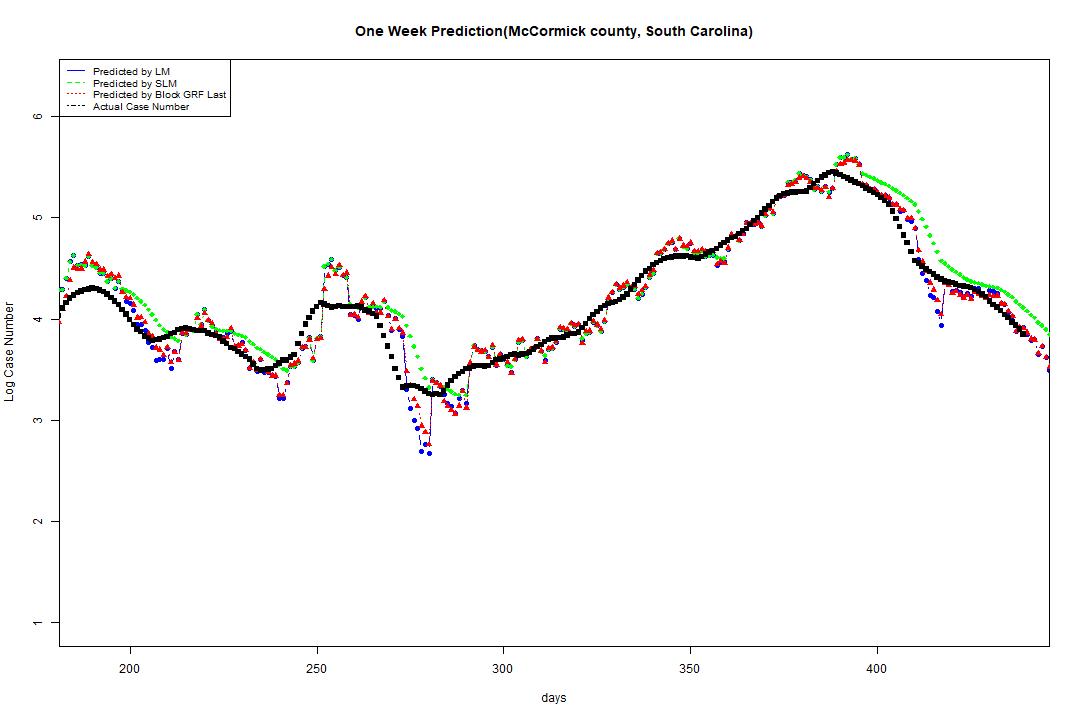 One Week Prediction(McCormick county, South Carolina)
Predicted by LM
Predicted by SLM
Predicted by Block GRF Last
Actual Case Number
6
5
4
3
2
1
Log Case Number
200 250 300 350 400
days